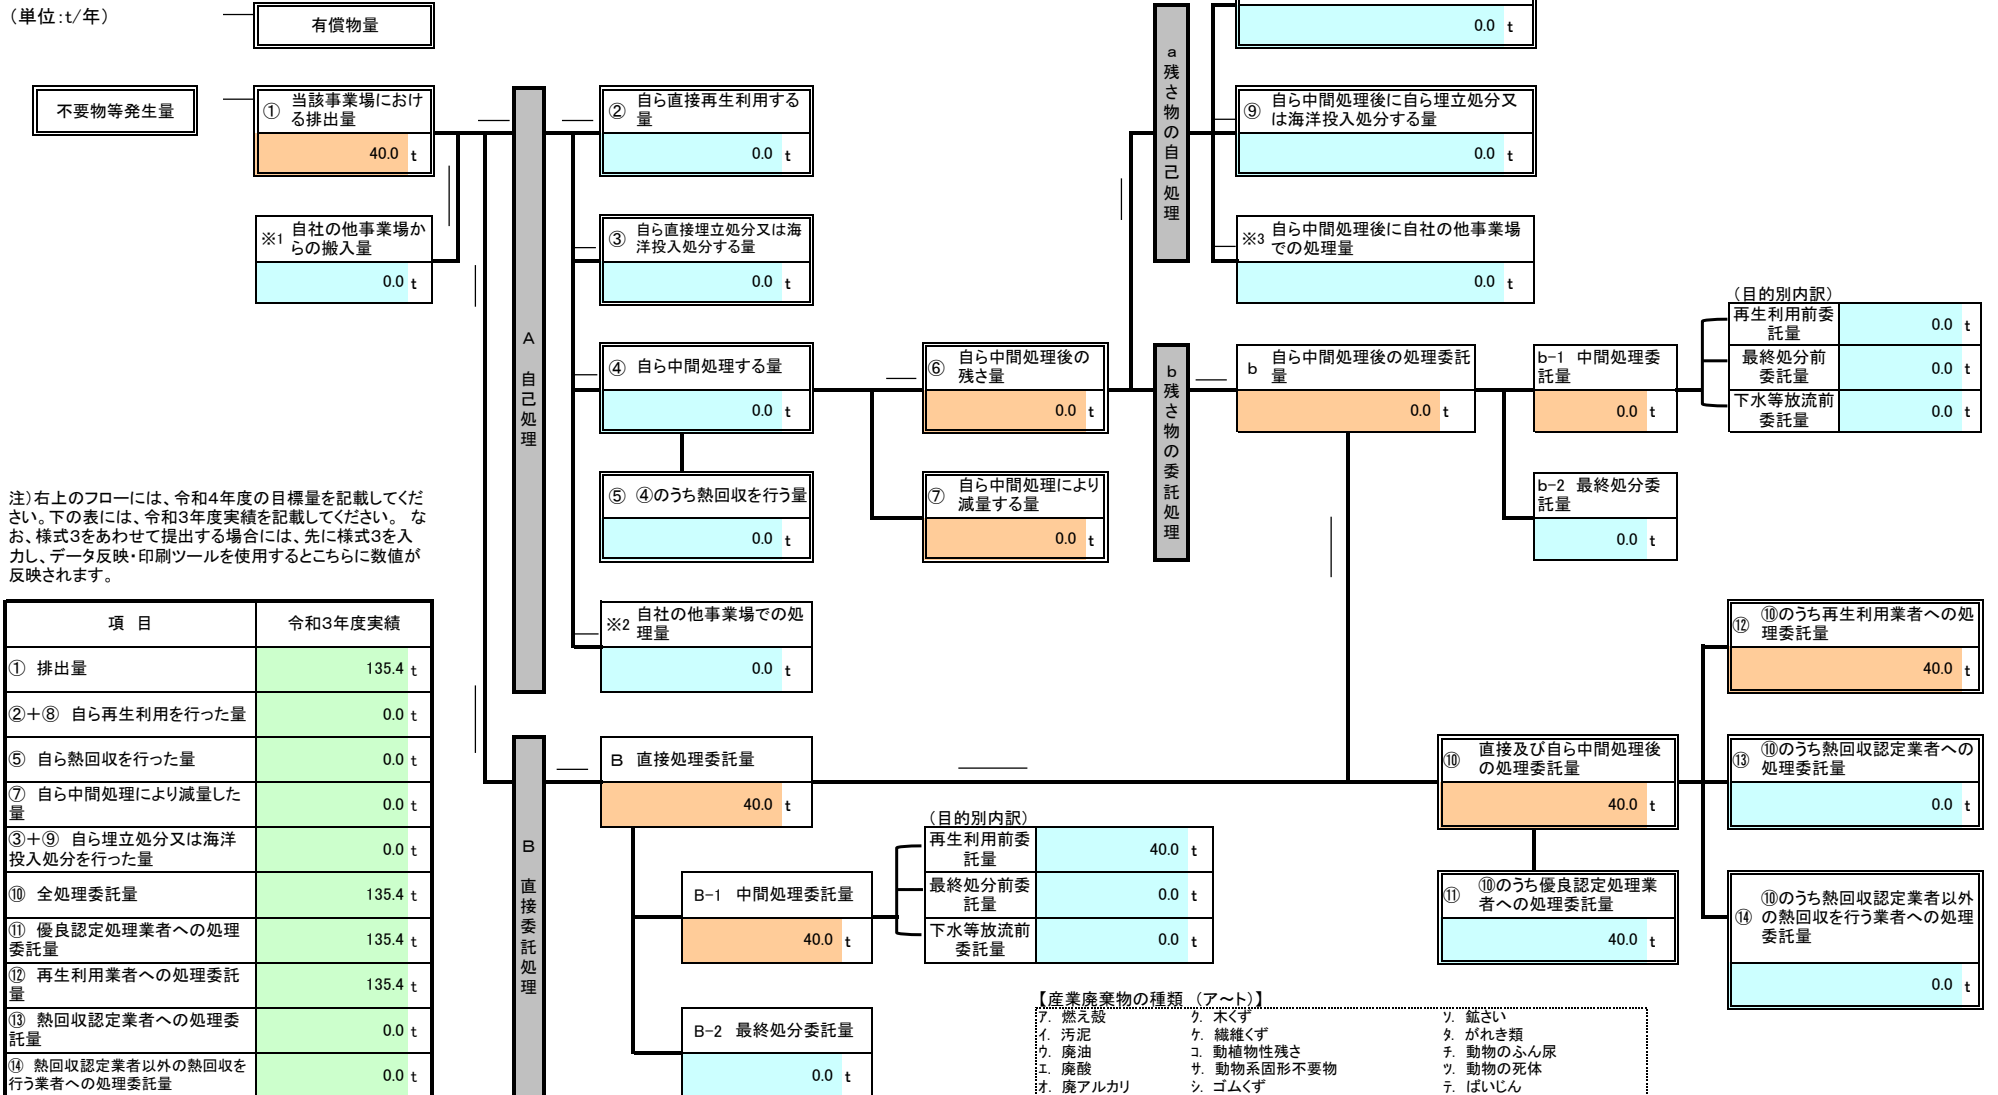 （単位:t/年）
有償物量
不要物等発生量
① 当該事業場におけ
る排出量
40.0 t
※1 自社の他事業場か
らの搬入量
0.0 t
A 自己処理
② 自ら直接再生利用する
量
0.0 t
③ 自ら直接埋立処分又は海
洋投入処分する量
0.0 t
④ 自ら中間処理する量
0.0 t
⑤ ④のうち熱回収を行う量
0.0 t
※2 自社の他事業場での処
理量
0.0 t
⑥ 自ら中間処理後の
残さ量
0.0 t
⑦ 自ら中間処理により
減量する量
0.0 t
a 残さ物の自己処理
0.0 t
⑨ 自ら中間処理後に自ら埋立処分又
は海洋投入処分する量
0.0 t
※3 自ら中間処理後に自社の他事業場
での処理量
0.0 t
b 残さ物の委託処理
b 自ら中間処理後の処理委託
量
0.0 t
b-1 中間処理委
託量
0.0 t
（目的別内訳）
再生利用前委
託量
0.0 t
最終処分前
委託量
0.0 t
下水等放流前
委託量
0.0 t
b-2 最終処分委
託量
0.0 t
注）右上のフローには、令和4年度の目標量を記載してくだ
さい。下の表には、令和3年度実績を記載してください。 な
お、様式3をあわせて提出する場合には、先に様式3を入
力し、データ反映・印刷ツールを使用するとこちらに数値が
反映されます。
項 目 令和3年度実績
① 排出量 135.4 t
②＋⑧ 自ら再生利用を行った量 0.0 t
⑤ 自ら熱回収を行った量 0.0 t
⑦ 自ら中間処理により減量した
量 0.0 t
③＋⑨ 自ら埋立処分又は海洋
投入処分を行った量 0.0 t
⑩ 全処理委託量 135.4 t
⑪ 優良認定処理業者への処理
委託量 135.4 t
⑫ 再生利用業者への処理委託
量 135.4 t
⑬ 熱回収認定業者への処理委
託量 0.0 t
⑭ 熱回収認定業者以外の熱回収を
行う業者への処理委託量 0.0 t
B 直接委託処理
B 直接処理委託量
40.0 t
B-1 中間処理委託量
40.0 t
（目的別内訳）
再生利用前委
託量
40.0 t
最終処分前委
託量
0.0 t
下水等放流前
委託量
0.0 t
B-2 最終処分委託量
0.0 t
⑩ 直接及び自ら中間処理後
の処理委託量
40.0 t
⑪ ⑩のうち優良認定処理業
者への処理委託量
40.0 t
⑫ ⑩のうち再生利用業者への処
理委託量
40.0 t
⑬ ⑩のうち熱回収認定業者への
処理委託量
0.0 t
⑭ ⑩のうち熱回収認定業者以外
の熱回収を行う業者への処理
委託量
0.0 t
【産業廃棄物の種類 （ア～ト）】
ア. 燃え殻 ク. 木くず ソ. 鉱さい
イ. 汚泥 ケ. 繊維くず タ. がれき類
ウ. 廃油 コ. 動植物性残さ チ. 動物のふん尿
エ. 廃酸 サ. 動物系固形不要物 ツ. 動物の死体
オ. 廃アルカリ シ. ゴムくず テ. ばいじん